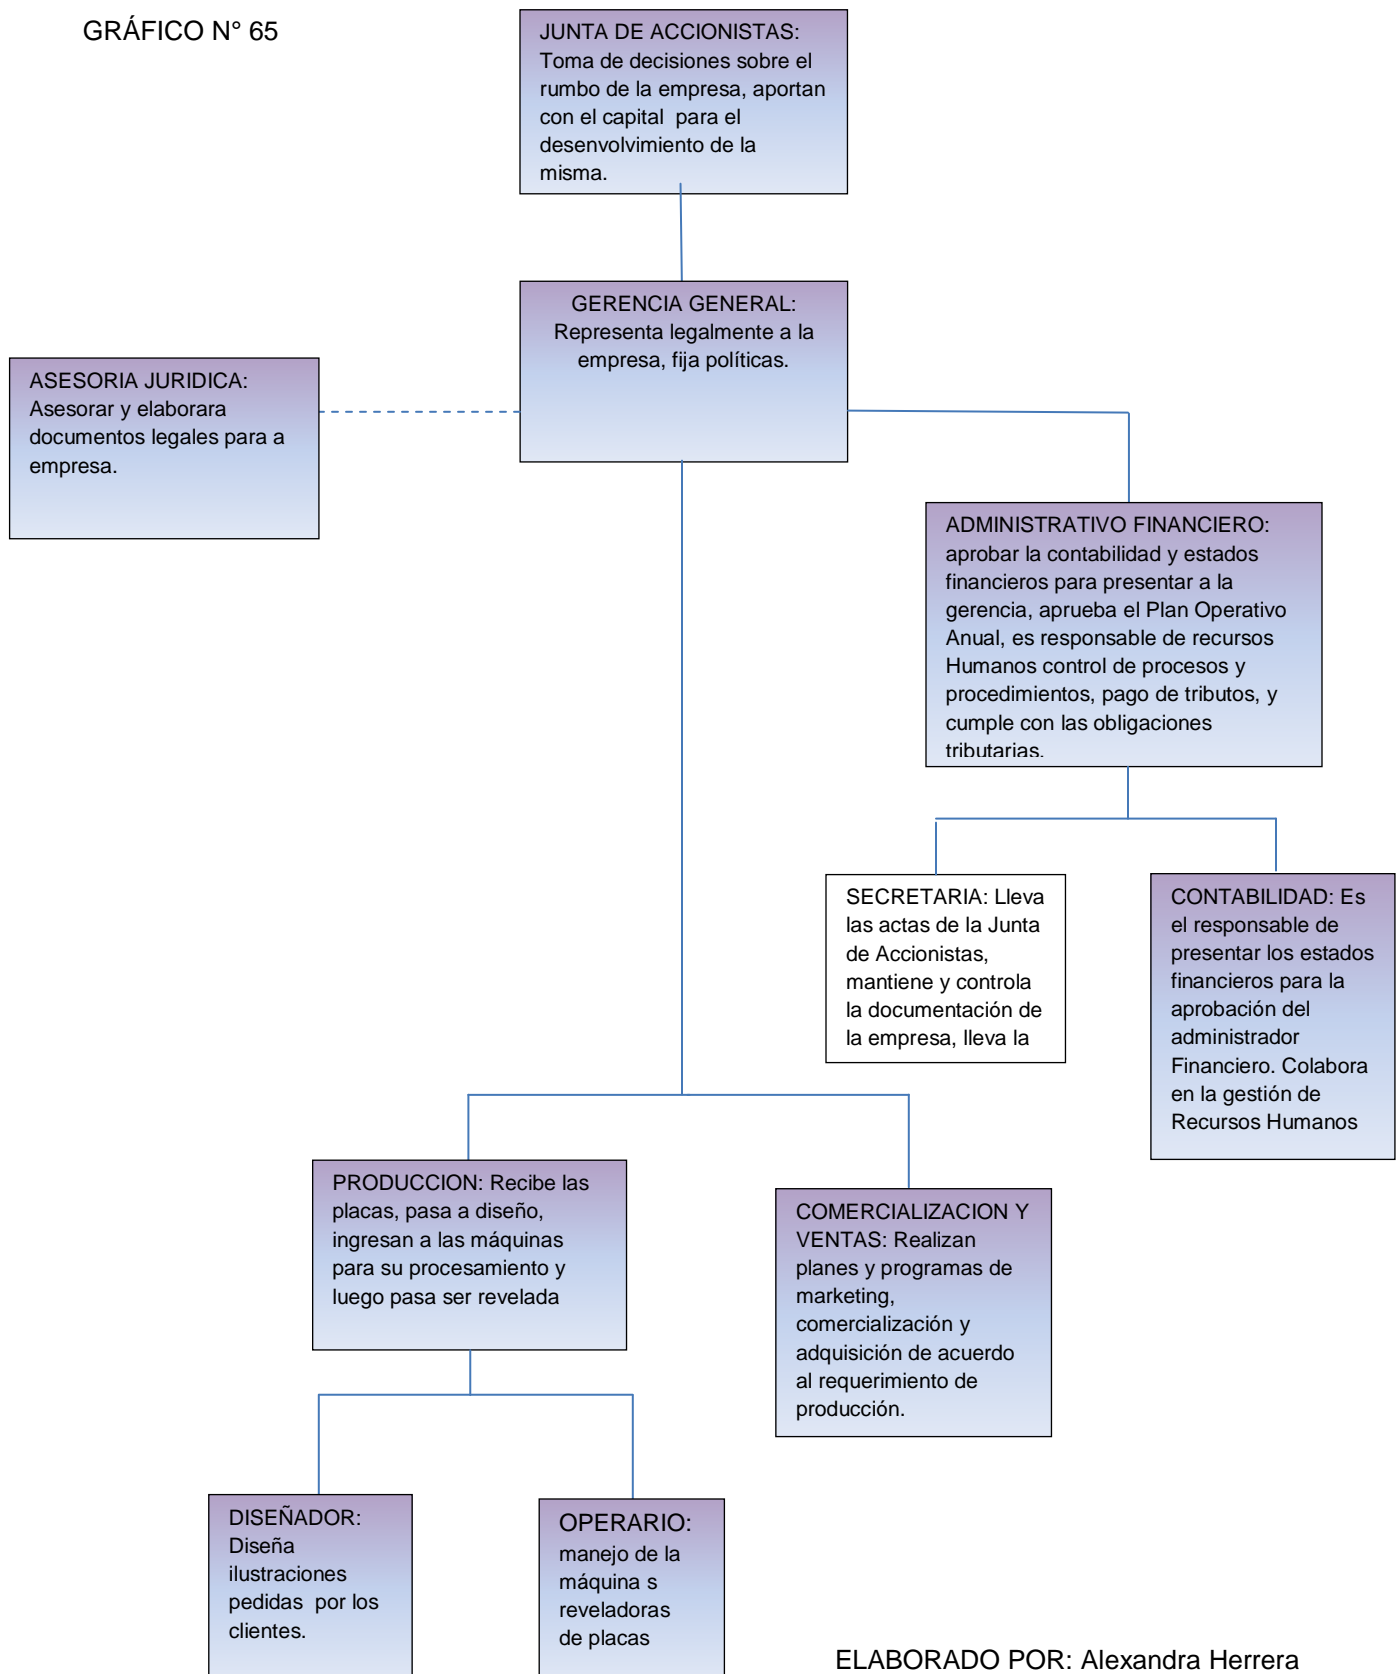 GRÁFICO N° 65
JUNTA DE ACCIONISTAS:
Toma de decisiones sobre el
rumbo de la empresa, aportan
con el capital  para el
desenvolvimiento de la
misma.
GERENCIA GENERAL:
Representa legalmente a la
empresa, fija políticas.
ASESORIA JURIDICA:
Asesorar y elaborara
documentos legales para a
empresa.
ADMINISTRATIVO FINANCIERO:
aprobar la contabilidad y estados
financieros para presentar a la
gerencia, aprueba el Plan Operativo
Anual, es responsable de recursos
Humanos control de procesos y
procedimientos, pago de tributos, y
cumple con las obligaciones
tributarias.
SECRETARIA: Lleva
las actas de la Junta
de Accionistas,
mantiene y controla
la documentación de
la empresa, lleva la
CONTABILIDAD: Es
el responsable de
presentar los estados
financieros para la
aprobación del
administrador
Financiero. Colabora
en la gestión de
Recursos Humanos
PRODUCCION: Recibe las
placas, pasa a diseño,
ingresan a las máquinas
para su procesamiento y
luego pasa ser revelada
COMERCIALIZACION Y
VENTAS: Realizan
planes y programas de
marketing,
comercialización y
adquisición de acuerdo
al requerimiento de
producción.
DISEÑADOR:
Diseña
ilustraciones
pedidas  por los
clientes.
OPERARIO:
manejo de la
máquina s
reveladoras
de placas
ELABORADO POR: Alexandra Herrera